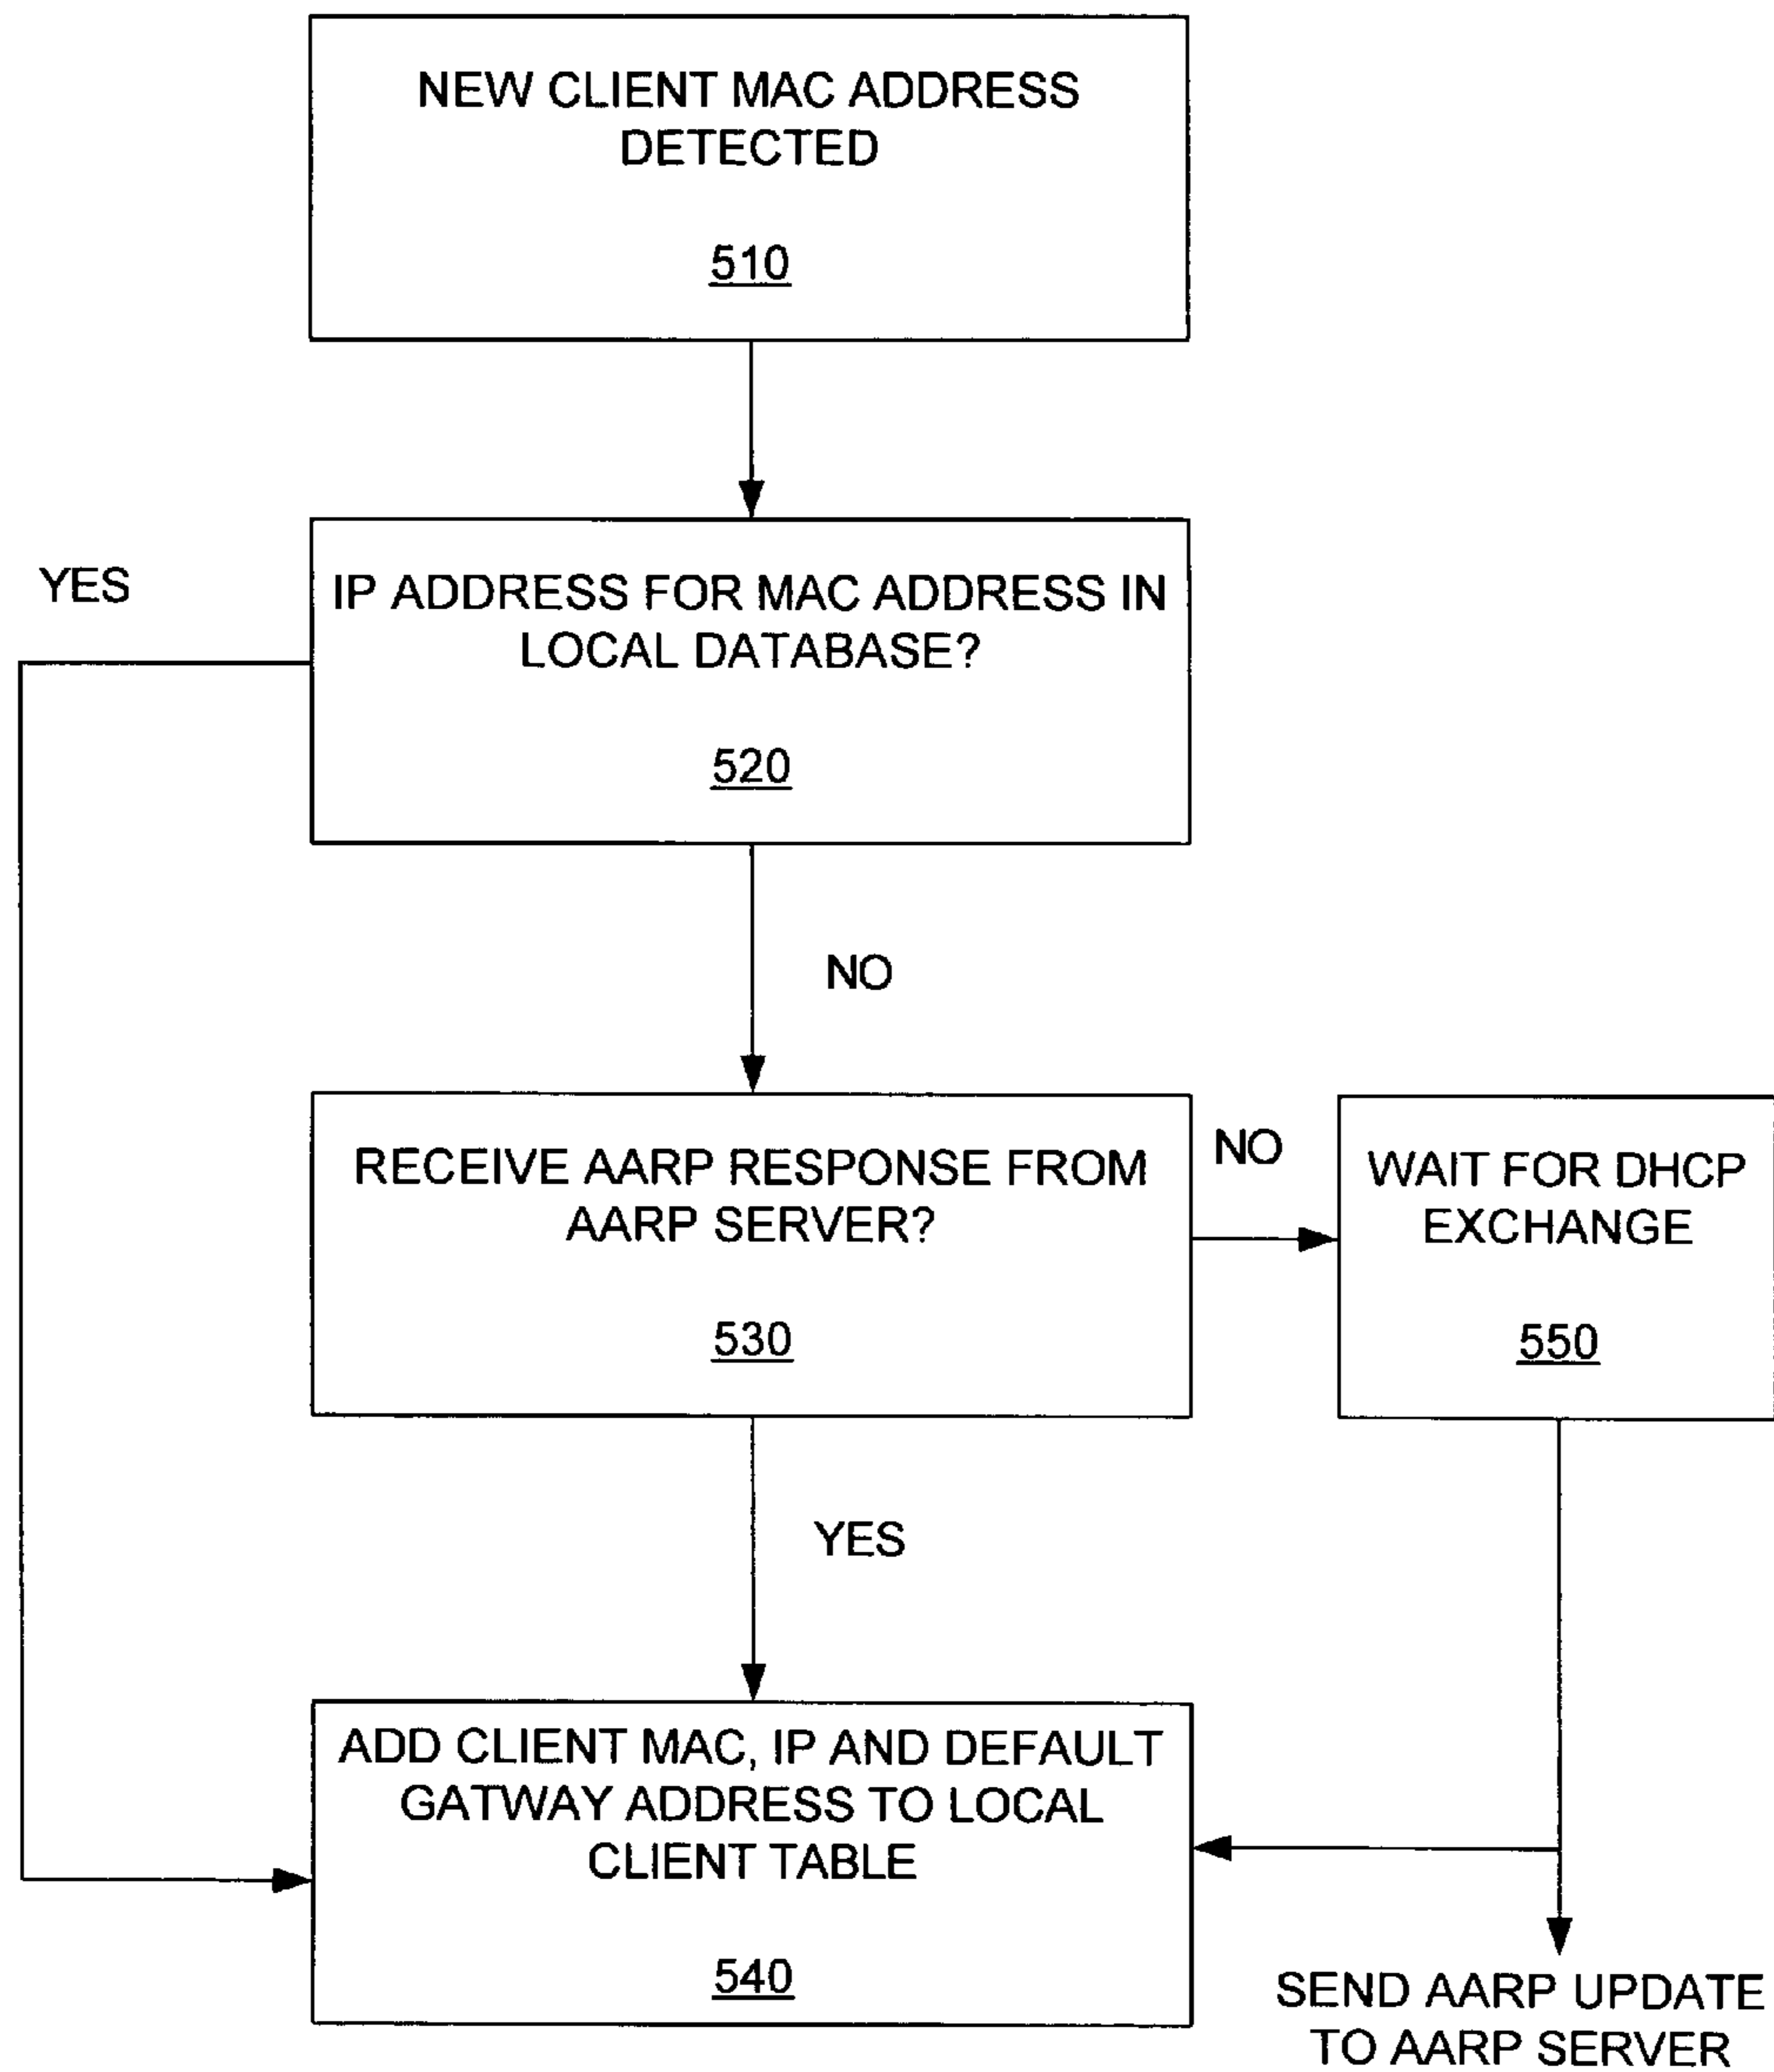 NEW CLIENT MAC ADDRESS
DETECTED
510
YES
IP ADDRESS FOR MAC ADDRESS IN
LOCAL DATABASE?
520
NO
RECEIVE AARP RESPONSE FROM
AARP SERVER?
530
NO
WAIT FOR DHCP
EXCHANGE
550
YES
ADD CLIENT MAC, IP AND DEFAULT
GATWAY ADDRESS TO LOCAL
CLIENT TABLE
540
SEND AARP UPDATE
TO AARP SERVER